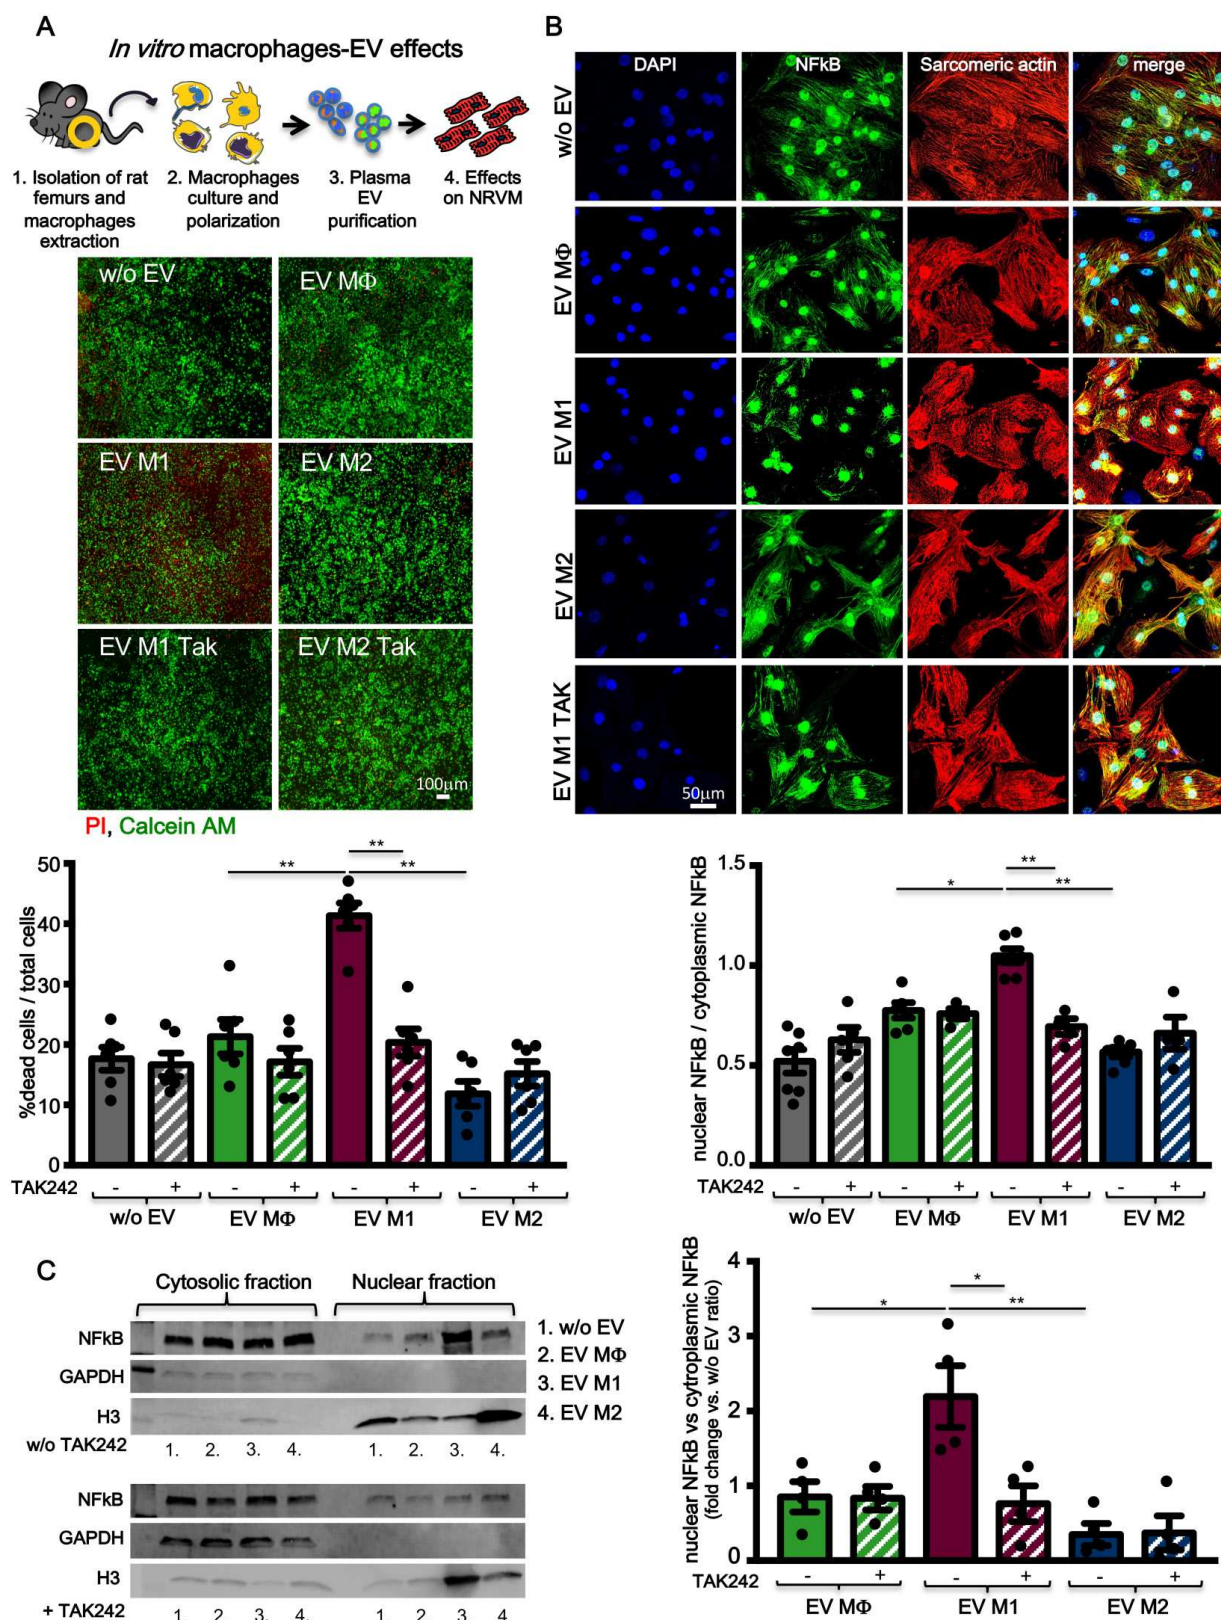 A
In vitro macrophages-EV effects
1. Isolation of rat femurs and macrophages extraction
2. Macrophages culture and polarization
3. Plasma EV purification
4. Effects on NRVM
w/o EV
EV MΦ
EV M1
EV M2
EV M1 Tak
EV M2 Tak
100μm
PI, Calcein AM
%dead cells / total cells
50
40
30
20
10
0
** ** **
TAK242 - + - + - + - +
w/o EV EV MΦ EV M1 EV M2
B
DAPI NFkB Sarcomeric actin merge
w/o EV
EV MΦ
EV M1
EV M2
EV M1 TAK
50μm
nuclear NFkB / cytoplasmic NFkB
1.5
1.0
0.5
0.0
* ** **
TAK242 - + - + - + - +
w/o EV EV MΦ EV M1 EV M2
C
Cytosolic fraction Nuclear fraction
NFkB
GAPDH
H3
w/o TAK242 1. 2. 3. 4. 1. 2. 3. 4.
1. w/o EV
2. EV MΦ
3. EV M1
4. EV M2
NFkB
GAPDH
H3
+ TAK242 1. 2. 3. 4. 1. 2. 3. 4.
nuclear NFkB vs cytroplasmic NFkB
(fold change vs. w/o EV ratio)
4
3
2
1
0
* * **
TAK242 - + - + - +
EV MΦ EV M1 EV M2